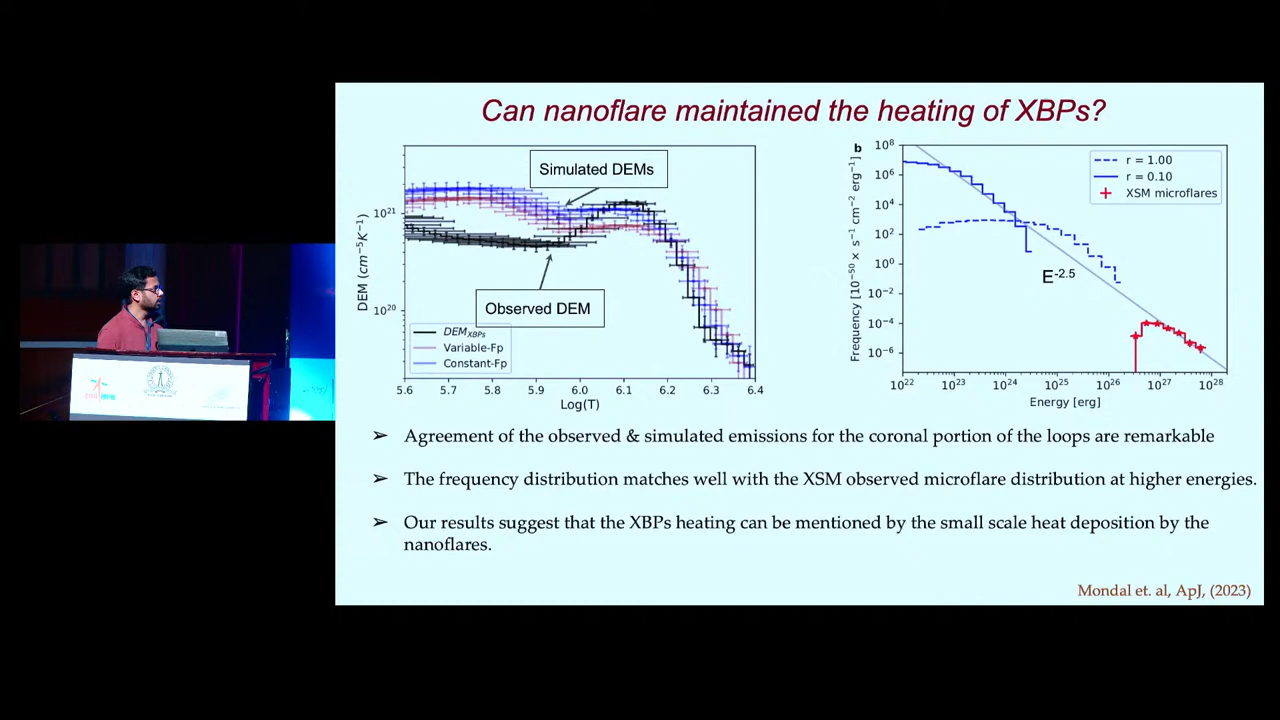 Can nanoflare maintained the heating of XBPs?
Simulated DEMs
Observed DEM
DEM (cm⁻⁵K⁻¹)
10²¹
10²⁰
DEM_XBPs
Variable-Fp
Constant-Fp
5.6 5.7 5.8 5.9 6.0 6.1 6.2 6.3 6.4
Log(T)
b
Frequency [10⁻⁵⁰ × s⁻¹ cm⁻² erg⁻¹]
10⁸
10⁶
10⁴
10²
10⁰
10⁻²
10⁻⁴
10⁻⁶
r = 1.00
r = 0.10
XSM microflares
E⁻²·⁵
10²² 10²³ 10²⁴ 10²⁵ 10²⁶ 10²⁷ 10²⁸
Energy [erg]
➢ Agreement of the observed & simulated emissions for the coronal portion of the loops are remarkable
➢ The frequency distribution matches well with the XSM observed microflare distribution at higher energies.
➢ Our results suggest that the XBPs heating can be mentioned by the small scale heat deposition by the
nanoflares.
Mondal et. al, ApJ, (2023)